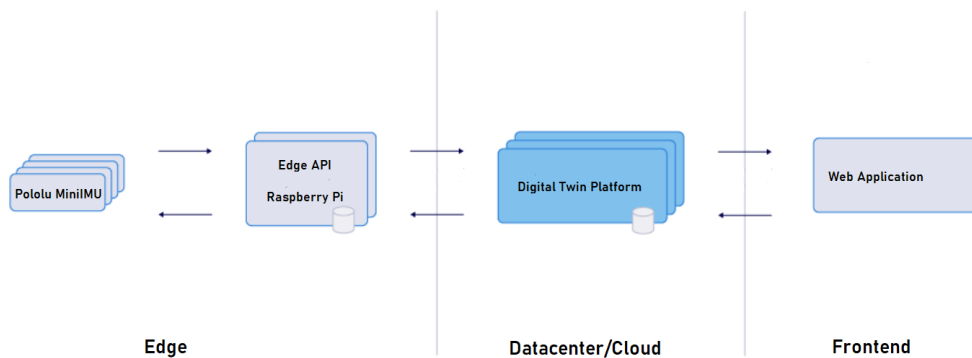 Pololu MiniIMU
Edge API
Raspberry Pi
Digital Twin Platform
Web Application
Edge
Datacenter/Cloud
Frontend